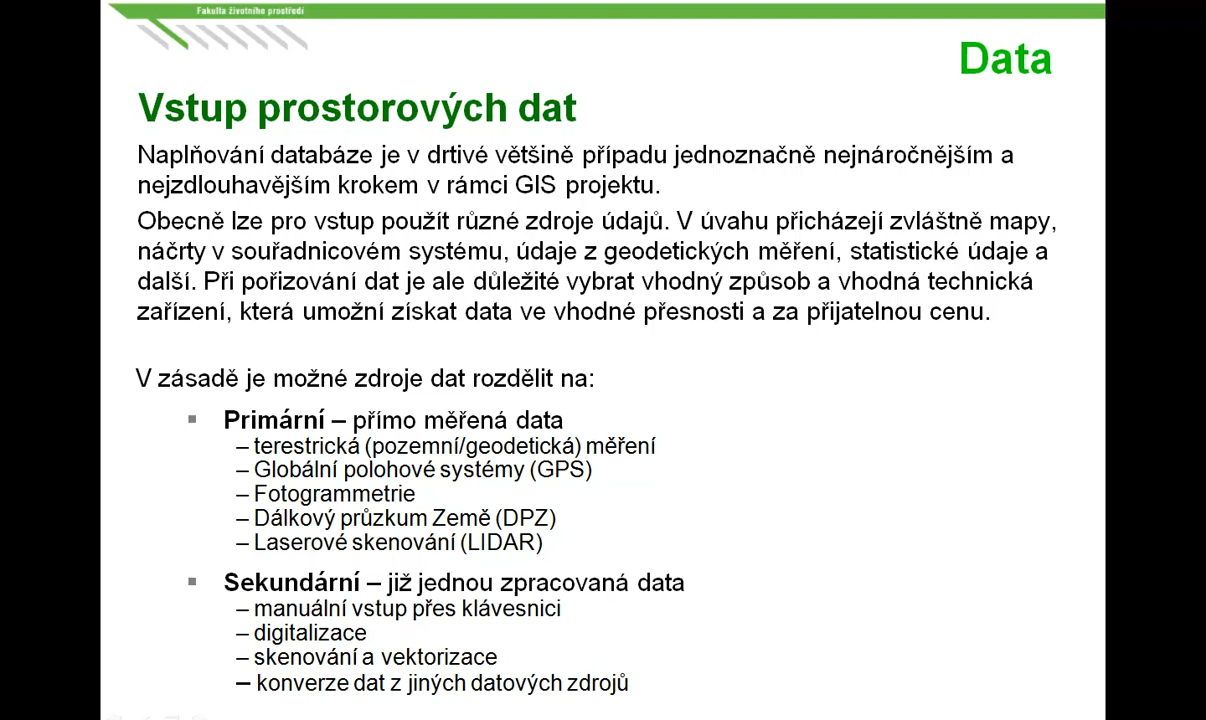 Fakulta životního prostředí
Data
Vstup prostorových dat
Naplňování databáze je v drtivé většině případu jednoznačně nejnáročnějším a
nejzdlouhavějším krokem v rámci GIS projektu.
Obecně lze pro vstup použít různé zdroje údajů. V úvahu přicházejí zvláštně mapy,
náčrty v souřadnicovém systému, údaje z geodetických měření, statistické údaje a
další. Při pořizování dat je ale důležité vybrat vhodný způsob a vhodná technická
zařízení, která umožní získat data ve vhodné přesnosti a za přijatelnou cenu.
V zásadě je možné zdroje dat rozdělit na:
▪ Primární – přímo měřená data
– terestrická (pozemní/geodetická) měření
– Globální polohové systémy (GPS)
– Fotogrammetrie
– Dálkový průzkum Země (DPZ)
– Laserové skenování (LIDAR)
▪ Sekundární – již jednou zpracovaná data
– manuální vstup přes klávesnici
– digitalizace
– skenování a vektorizace
– konverze dat z jiných datových zdrojů